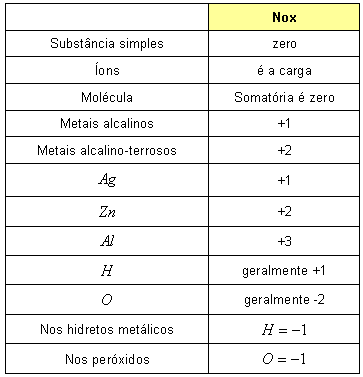 Nox
Substância simples zero
Íons é a carga
Molécula Somatória é zero
Metais alcalinos +1
Metais alcalino-terrosos +2
Ag +1
Zn +2
Al +3
H geralmente +1
O geralmente -2
Nos hidretos metálicos H = −1
Nos peróxidos O = −1